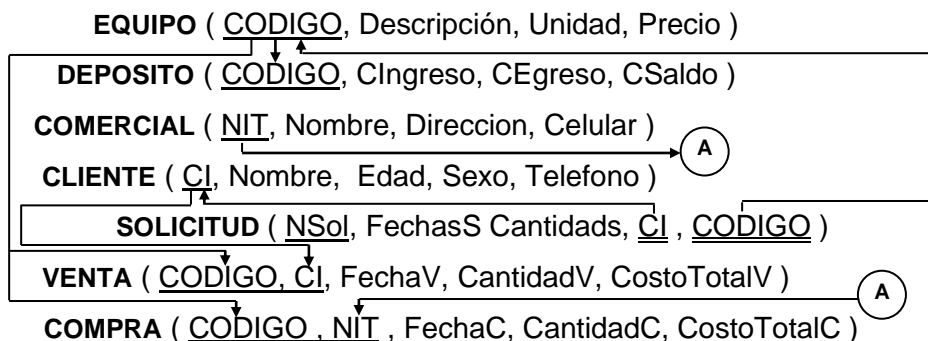 EQUIPO ( CODIGO, Descripción, Unidad, Precio )
DEPOSITO ( CODIGO, CIngreso, CEgreso, CSaldo )
COMERCIAL ( NIT, Nombre, Direccion, Celular )
A
CLIENTE ( CI, Nombre, Edad, Sexo, Telefono )
SOLICITUD ( NSol, FechasS Cantidads, CI , CODIGO )
VENTA ( CODIGO, CI, FechaV, CantidadV, CostoTotalV )
A
COMPRA ( CODIGO , NIT , FechaC, CantidadC, CostoTotalC )